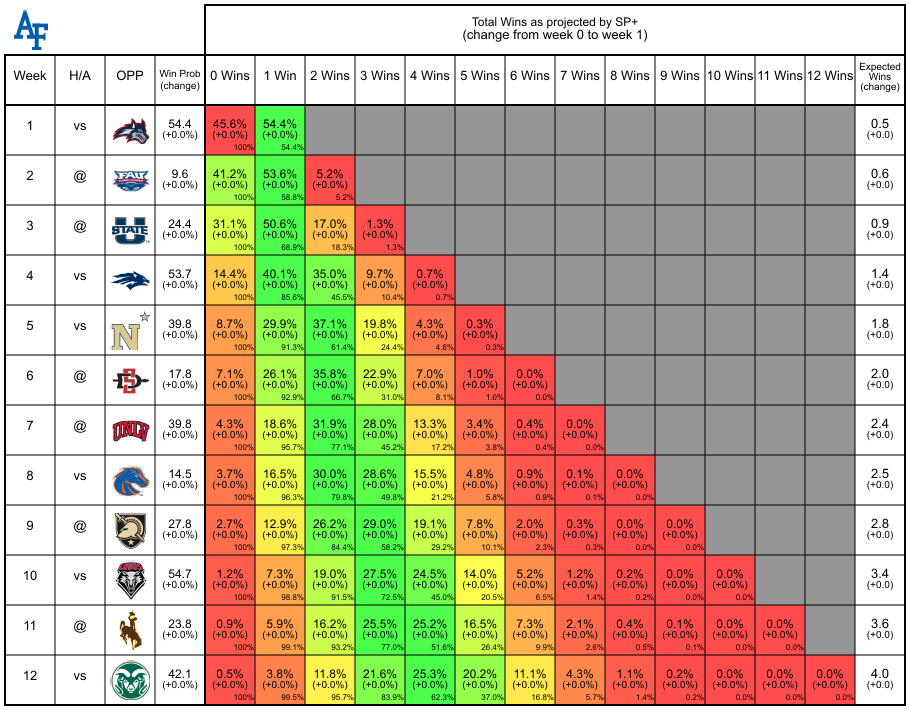 AF
Total Wins as projected by SP+
(change from week 0 to week 1)
Week H/A OPP Win Prob (change) 0 Wins 1 Win 2 Wins 3 Wins 4 Wins 5 Wins 6 Wins 7 Wins 8 Wins 9 Wins 10 Wins 11 Wins 12 Wins Expected Wins (change)
1 vs 54.4 45.6% 54.4% 0.5
(+0.0%) (+0.0%) (+0.0%) (+0.0)
100% 54.4%
2 @ FAU 9.6 41.2% 53.6% 5.2% 0.6
(+0.0%) (+0.0%) (+0.0%) (+0.0%) (+0.0)
100% 58.8% 5.2%
3 @ U STATE 24.4 31.1% 50.6% 17.0% 1.3% 0.9
(+0.0%) (+0.0%) (+0.0%) (+0.0%) (+0.0%) (+0.0)
100% 68.9% 18.3% 1.3%
4 vs 53.7 14.4% 40.1% 35.0% 9.7% 0.7% 1.4
(+0.0%) (+0.0%) (+0.0%) (+0.0%) (+0.0%) (+0.0%) (+0.0)
100% 85.6% 45.5% 10.4% 0.7%
5 vs N 39.8 8.7% 29.9% 37.1% 19.8% 4.3% 0.3% 1.8
(+0.0%) (+0.0%) (+0.0%) (+0.0%) (+0.0%) (+0.0%) (+0.0%) (+0.0)
100% 91.3% 61.4% 24.4% 4.6% 0.3%
6 @ SD 17.8 7.1% 26.1% 35.8% 22.9% 7.0% 1.0% 0.0% 2.0
(+0.0%) (+0.0%) (+0.0%) (+0.0%) (+0.0%) (+0.0%) (+0.0%) (+0.0%) (+0.0)
100% 92.9% 66.7% 31.0% 8.1% 1.0% 0.0%
7 @ UNLV 39.8 4.3% 18.6% 31.9% 28.0% 13.3% 3.4% 0.4% 0.0% 2.4
(+0.0%) (+0.0%) (+0.0%) (+0.0%) (+0.0%) (+0.0%) (+0.0%) (+0.0%) (+0.0%) (+0.0)
100% 95.7% 77.1% 45.2% 17.2% 3.8% 0.4% 0.0%
8 vs 14.5 3.7% 16.5% 30.0% 28.6% 15.5% 4.8% 0.9% 0.1% 0.0% 2.5
(+0.0%) (+0.0%) (+0.0%) (+0.0%) (+0.0%) (+0.0%) (+0.0%) (+0.0%) (+0.0%) (+0.0%) (+0.0)
100% 96.3% 79.8% 49.8% 21.2% 5.8% 0.9% 0.1% 0.0%
9 @ 27.8 2.7% 12.9% 26.2% 29.0% 19.1% 7.8% 2.0% 0.3% 0.0% 0.0% 2.8
(+0.0%) (+0.0%) (+0.0%) (+0.0%) (+0.0%) (+0.0%) (+0.0%) (+0.0%) (+0.0%) (+0.0%) (+0.0%) (+0.0)
100% 97.3% 84.4% 58.2% 29.2% 10.1% 2.3% 0.3% 0.0% 0.0%
10 vs 54.7 1.2% 7.3% 19.0% 27.5% 24.5% 14.0% 5.2% 1.2% 0.2% 0.0% 0.0% 3.4
(+0.0%) (+0.0%) (+0.0%) (+0.0%) (+0.0%) (+0.0%) (+0.0%) (+0.0%) (+0.0%) (+0.0%) (+0.0%) (+0.0%) (+0.0)
100% 98.8% 91.5% 72.5% 45.0% 20.5% 6.5% 1.4% 0.2% 0.0% 0.0%
11 @ 23.8 0.9% 5.9% 16.2% 25.5% 25.2% 16.5% 7.3% 2.1% 0.4% 0.1% 0.0% 0.0% 3.6
(+0.0%) (+0.0%) (+0.0%) (+0.0%) (+0.0%) (+0.0%) (+0.0%) (+0.0%) (+0.0%) (+0.0%) (+0.0%) (+0.0%) (+0.0%) (+0.0)
100% 99.1% 93.2% 77.0% 51.6% 26.4% 9.9% 2.6% 0.5% 0.1% 0.0% 0.0%
12 vs 42.1 0.5% 3.8% 11.8% 21.6% 25.3% 20.2% 11.1% 4.3% 1.1% 0.2% 0.0% 0.0% 0.0% 4.0
(+0.0%) (+0.0%) (+0.0%) (+0.0%) (+0.0%) (+0.0%) (+0.0%) (+0.0%) (+0.0%) (+0.0%) (+0.0%) (+0.0%) (+0.0%) (+0.0%) (+0.0)
100% 99.5% 95.7% 83.9% 62.3% 37.0% 16.8% 5.7% 1.4% 0.2% 0.0% 0.0% 0.0%